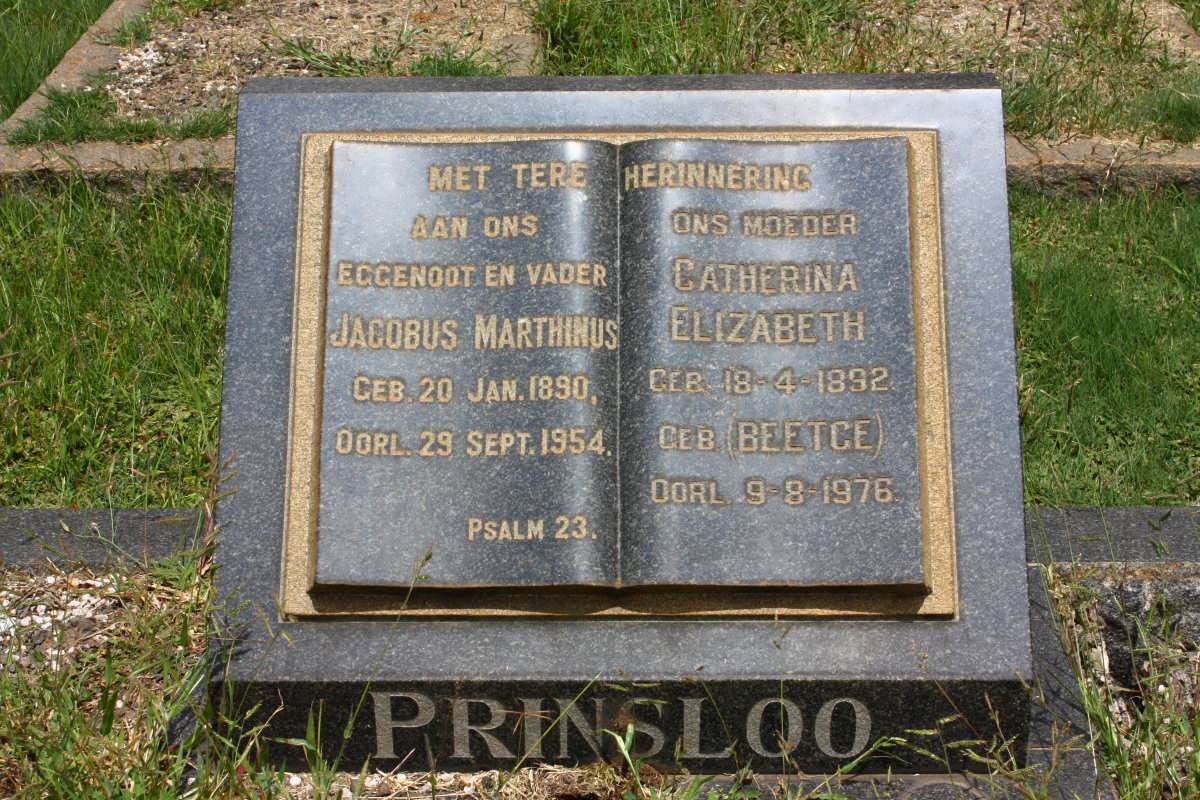 MET TERE HERINNERING
AAN ONS
EGGENOOT EN VADER
JACOBUS MARTHINUS
GEB. 20 JAN. 1890,
OORL. 29 SEPT. 1954.
PSALM 23.
ONS MOEDER
CATHERINA
ELIZABETH
GEB. 18-4-1892
GEB. (BEETGE)
OORL. 9-8-1976.
PRINSLOO